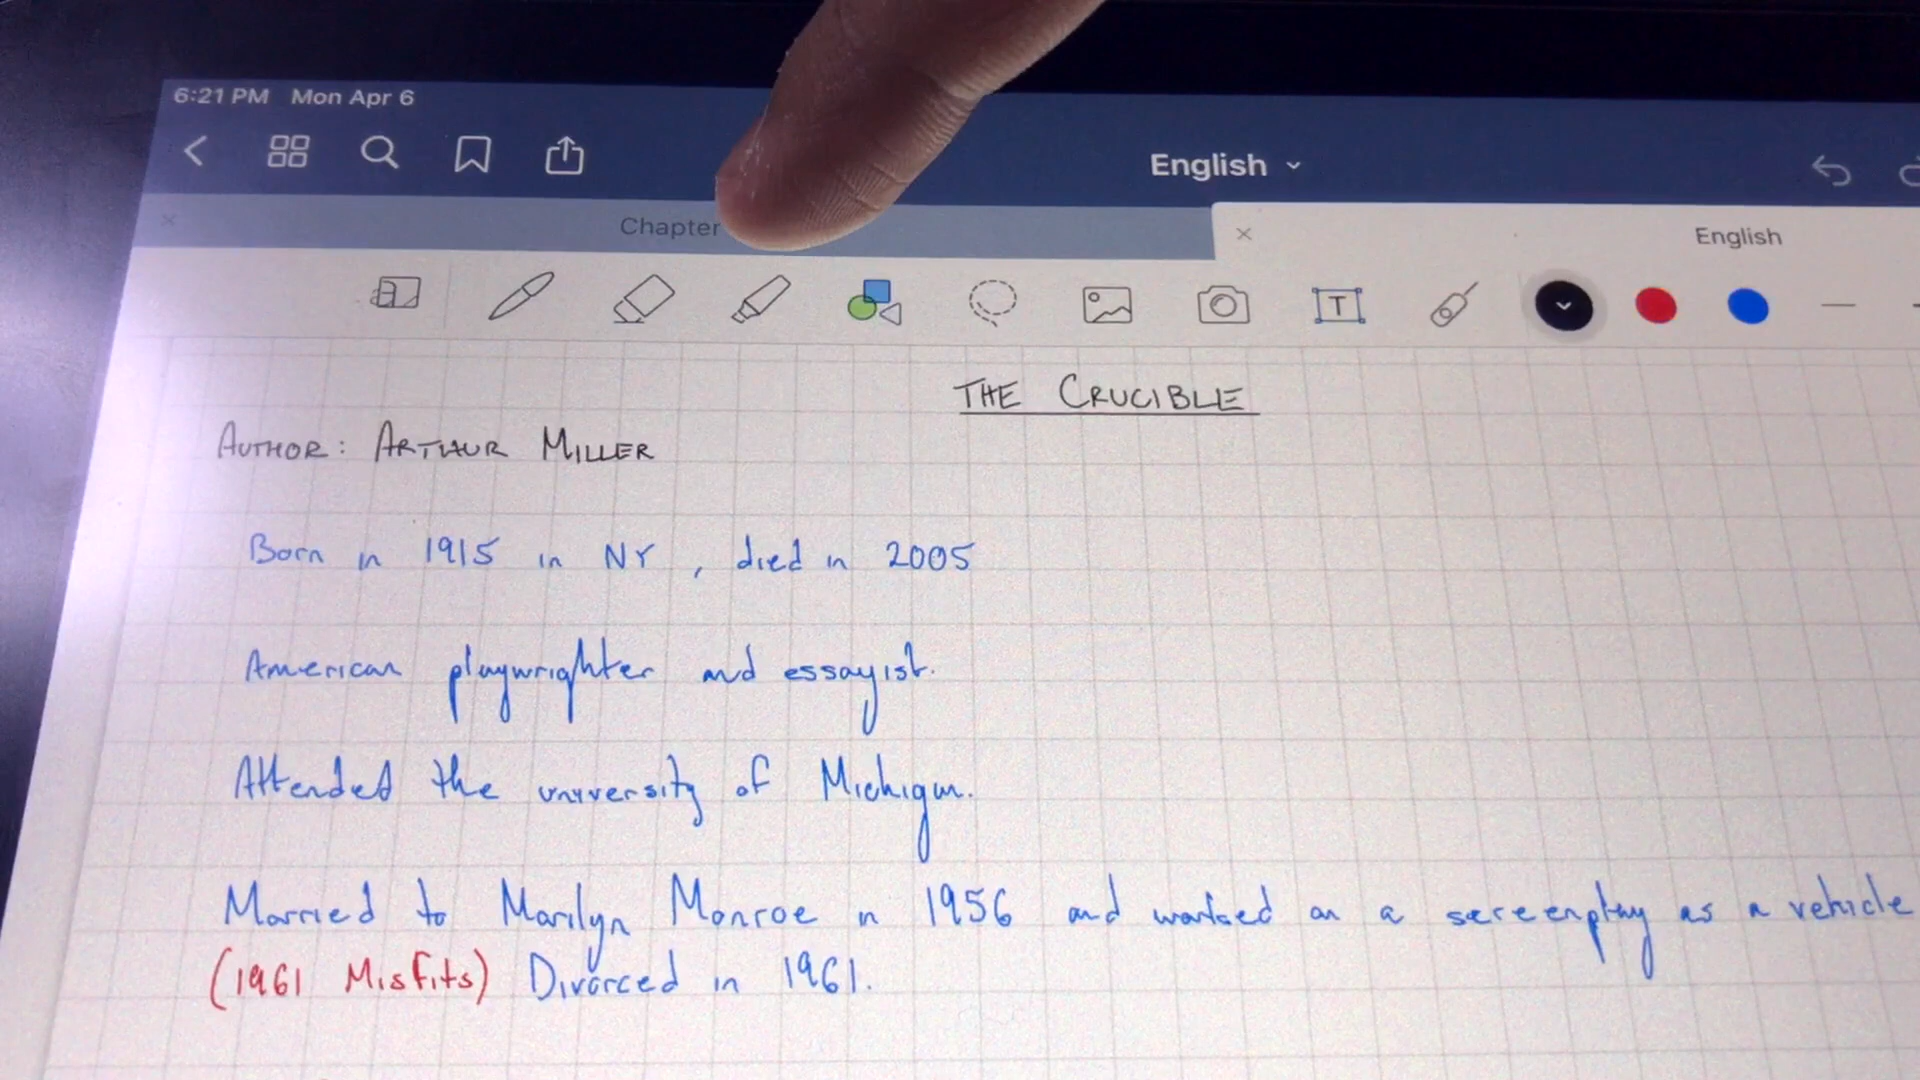 6:21 PM Mon Apr 6
English
Chapter
English
T
THE CRUCIBLE
AUTHOR: ARTHUR MILLER
Born in 1915 in NY, died in 2005
American playwrighter and essayist.
Attended the university of Michigan.
Married to Marilyn Monroe in 1956 and worked on a screenplay as a vehicle
(1961 Misfits) Divorced in 1961.